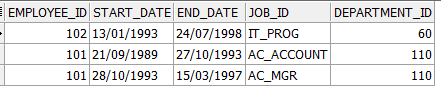 EMPLOYEE_ID START_DATE END_DATE JOB_ID DEPARTMENT_ID
102 13/01/1993 24/07/1998 IT_PROG 60
101 21/09/1989 27/10/1993 AC_ACCOUNT 110
101 28/10/1993 15/03/1997 AC_MGR 110